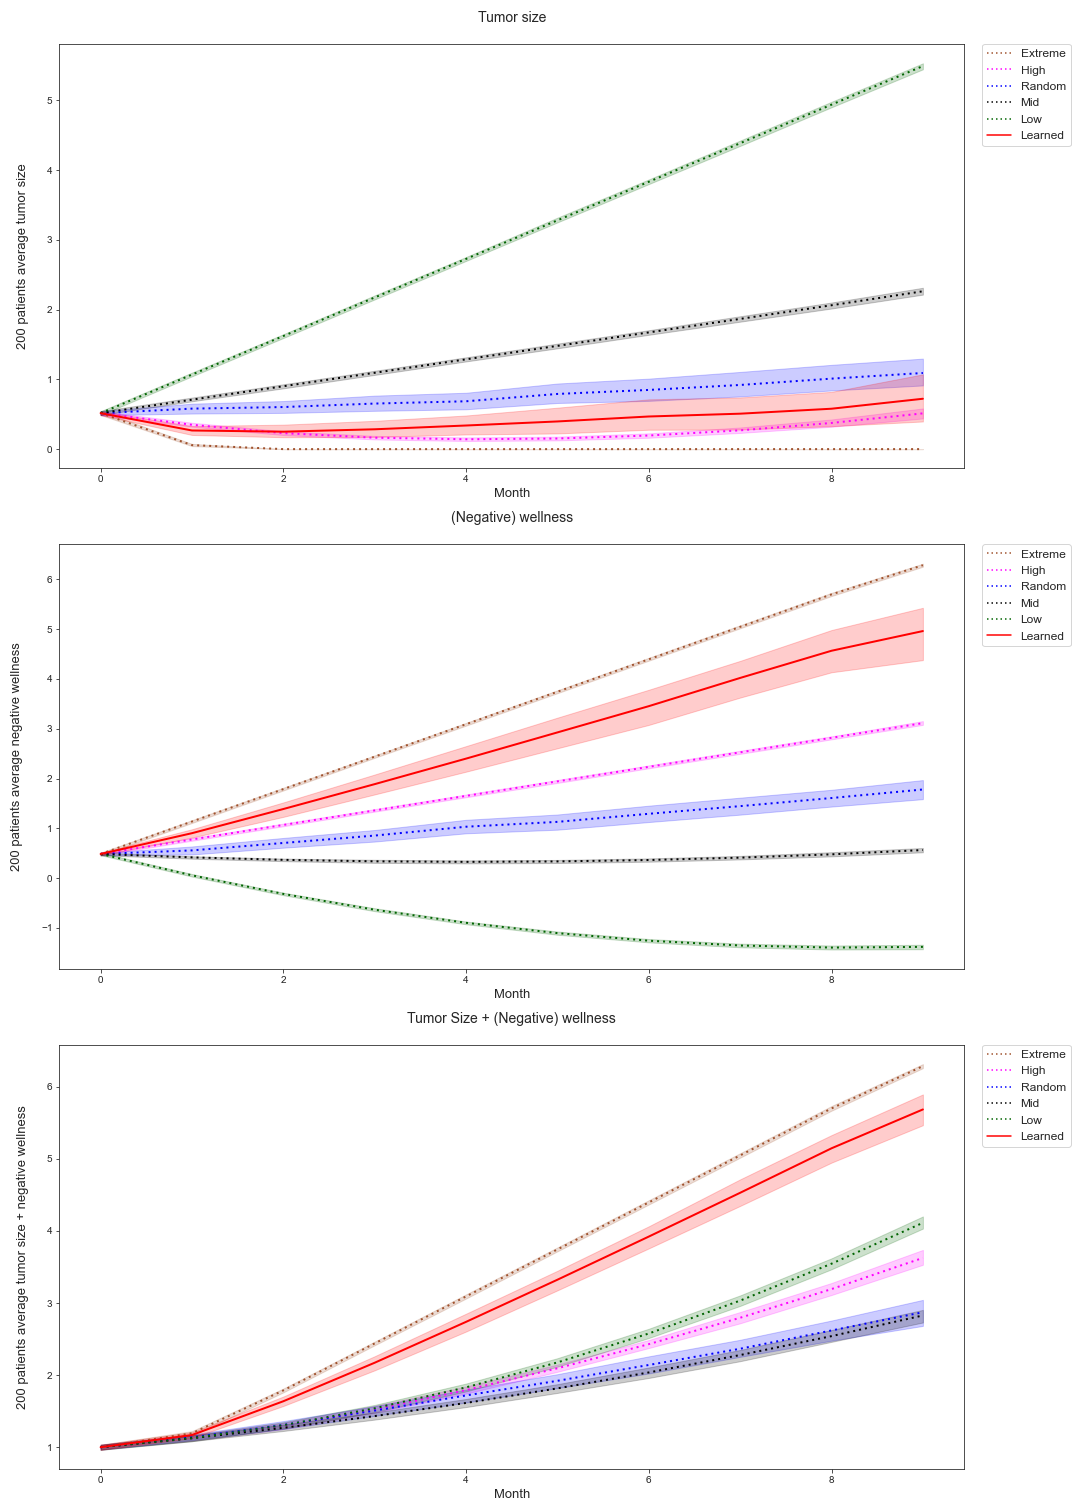 Tumor size
200 patients average tumor size
5
4
3
2
1
0
0 2 4 6 8
Month
Extreme
High
Random
Mid
Low
Learned
(Negative) wellness
200 patients average negative wellness
6
5
4
3
2
1
0
−1
0 2 4 6 8
Month
Extreme
High
Random
Mid
Low
Learned
Tumor Size + (Negative) wellness
200 patients average tumor size + negative wellness
6
5
4
3
2
1
0 2 4 6 8
Month
Extreme
High
Random
Mid
Low
Learned